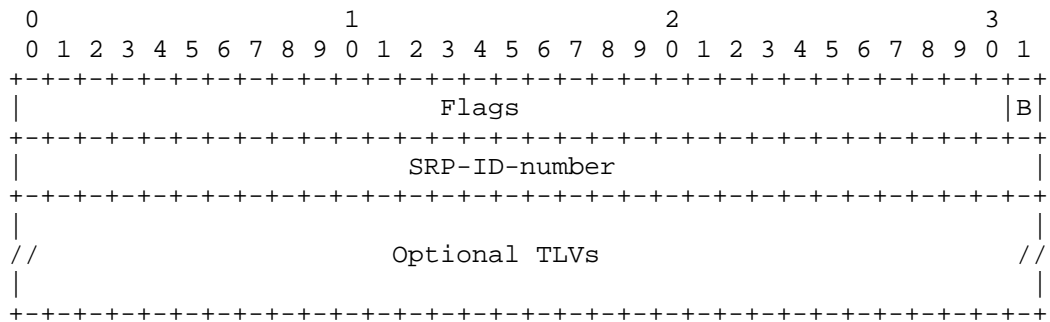 0                   1                   2                   3
 0 1 2 3 4 5 6 7 8 9 0 1 2 3 4 5 6 7 8 9 0 1 2 3 4 5 6 7 8 9 0 1
+-+-+-+-+-+-+-+-+-+-+-+-+-+-+-+-+-+-+-+-+-+-+-+-+-+-+-+-+-+-+-+-+
|                          Flags                              |B|
+-+-+-+-+-+-+-+-+-+-+-+-+-+-+-+-+-+-+-+-+-+-+-+-+-+-+-+-+-+-+-+-+
|                        SRP-ID-number                          |
+-+-+-+-+-+-+-+-+-+-+-+-+-+-+-+-+-+-+-+-+-+-+-+-+-+-+-+-+-+-+-+-+
|                                                               |
//                      Optional TLVs                          //
|                                                               |
+-+-+-+-+-+-+-+-+-+-+-+-+-+-+-+-+-+-+-+-+-+-+-+-+-+-+-+-+-+-+-+-+